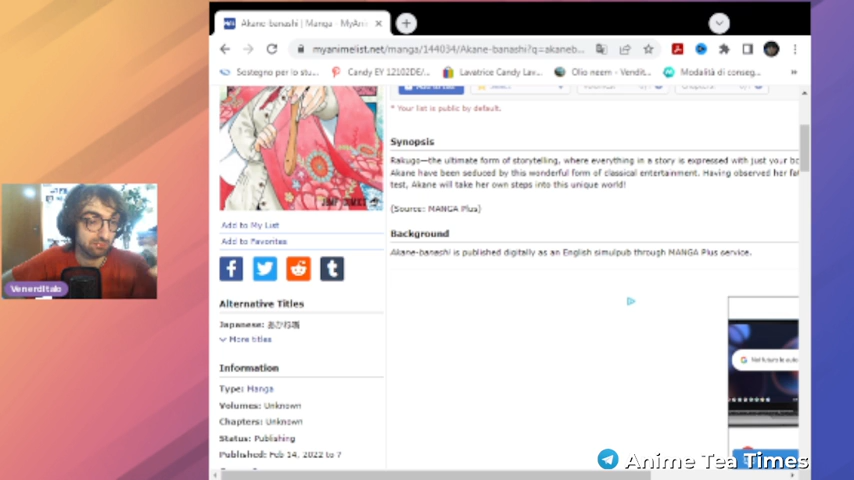 Akane-banashi | Manga - MyAni
myanimelist.net/manga/144034/Akane-banashi?q=akaneb...
Sostegno per lo stu...
Candy EY 12102DE/...
Lavatrice Candy Lav...
Olio neem - Vendit...
Modalità di conseg...
* Your list is public by default.
Synopsis
Rakugo—the ultimate form of storytelling, where everything in a story is expressed with just your bo
Akane have been seduced by this wonderful form of classical entertainment. Having observed her fat
test, Akane will take her own steps into this unique world!
(Source: MANGA Plus)
Background
Akane-banashi is published digitally as an English simulpub through MANGA Plus service.
Add to My List
Add to Favorites
Alternative Titles
Japanese: あかね噺
More titles
Information
Type: Manga
Volumes: Unknown
Chapters: Unknown
Status: Publishing
Published: Feb 14, 2022 to ?
VenerdItalo
Anime Tea Times